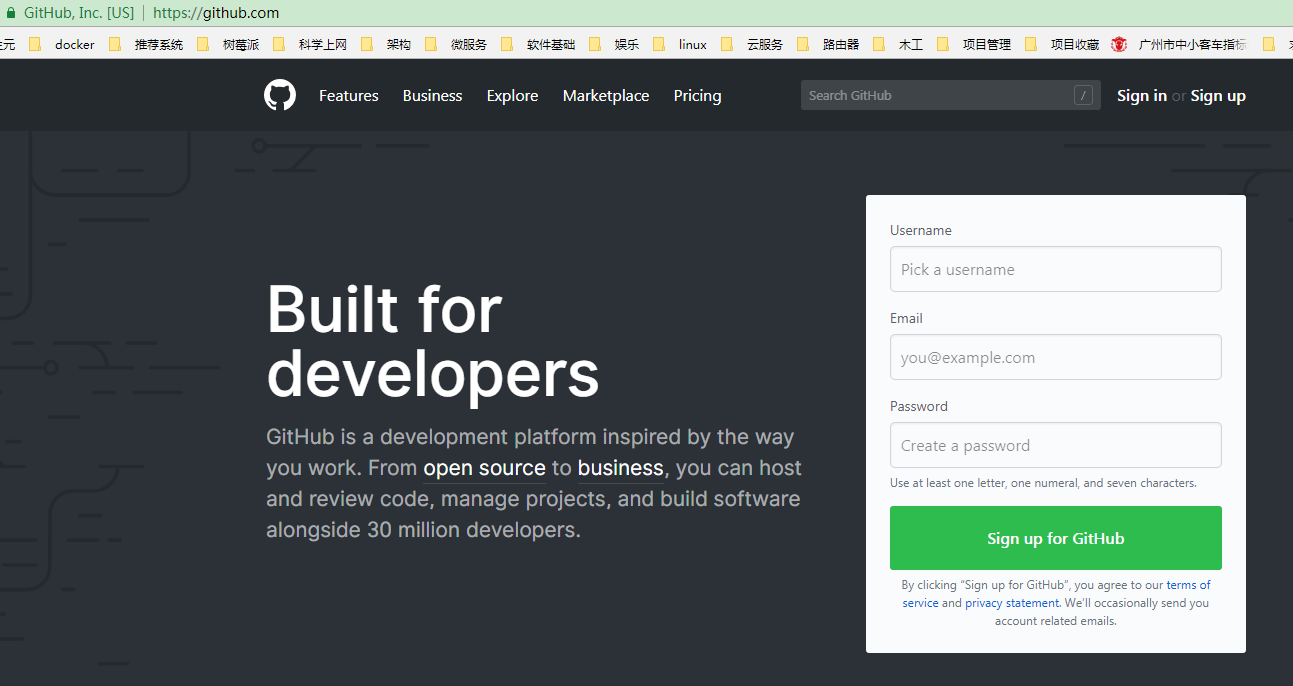 GitHub, Inc. [US] | https://github.com
元 docker 推荐系统 树莓派 科学上网 架构 微服务 软件基础 娱乐 linux 云服务 路由器 木工 项目管理 项目收藏 广州市中小客车指标
Features Business Explore Marketplace Pricing Search GitHub / Sign in or Sign up
Built for
developers
GitHub is a development platform inspired by the way
you work. From open source to business, you can host
and review code, manage projects, and build software
alongside 30 million developers.
Username
Pick a username
Email
you@example.com
Password
Create a password
Use at least one letter, one numeral, and seven characters.
Sign up for GitHub
By clicking “Sign up for GitHub”, you agree to our terms of
service and privacy statement. We’ll occasionally send you
account related emails.